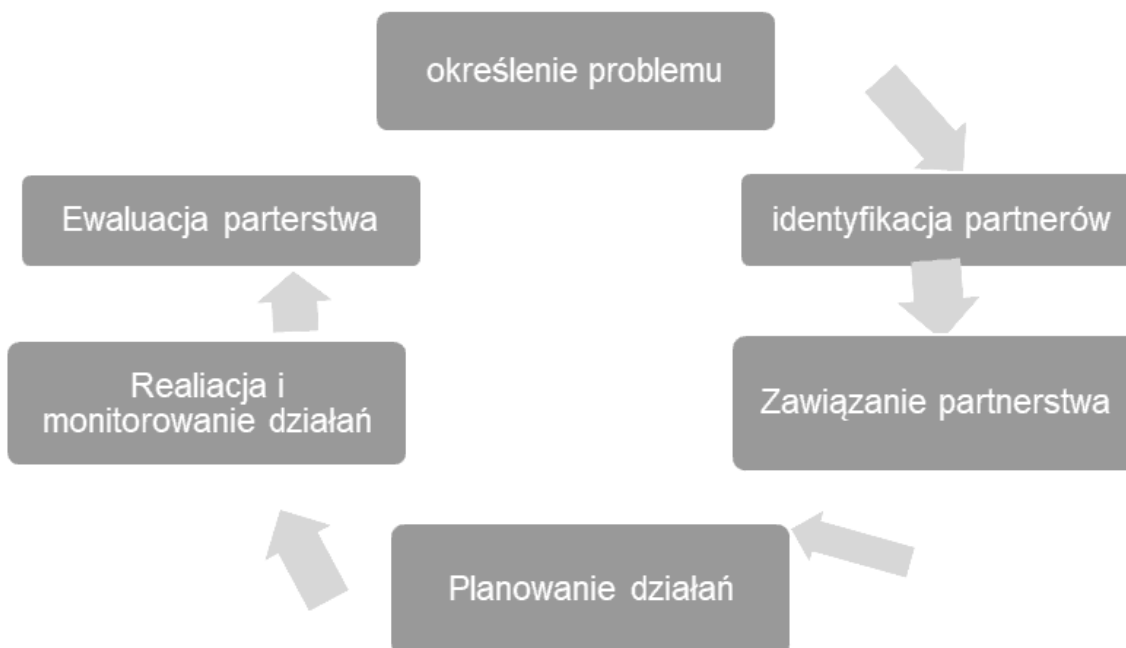 określenie problemu
identyfikacja partnerów
Zawiązanie partnerstwa
Planowanie działań
Realiacja i
monitorowanie działań
Ewaluacja parterstwa